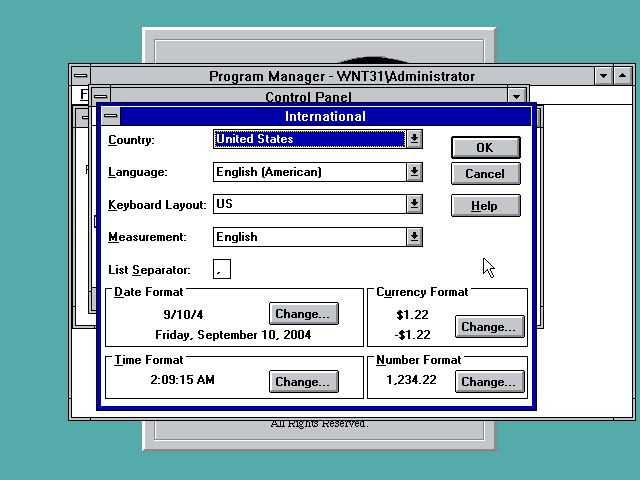 Program Manager - WNT31\Administrator
Control Panel
International
Country: United States OK
Language: English (American) Cancel
Keyboard Layout: US Help
Measurement: English
List Separator: ,
Date Format Currency Format
9/10/4 Change... $1.22
Friday, September 10, 2004 -$1.22 Change...
Time Format Number Format
2:09:15 AM Change... 1,234.22 Change...
All Rights Reserved.